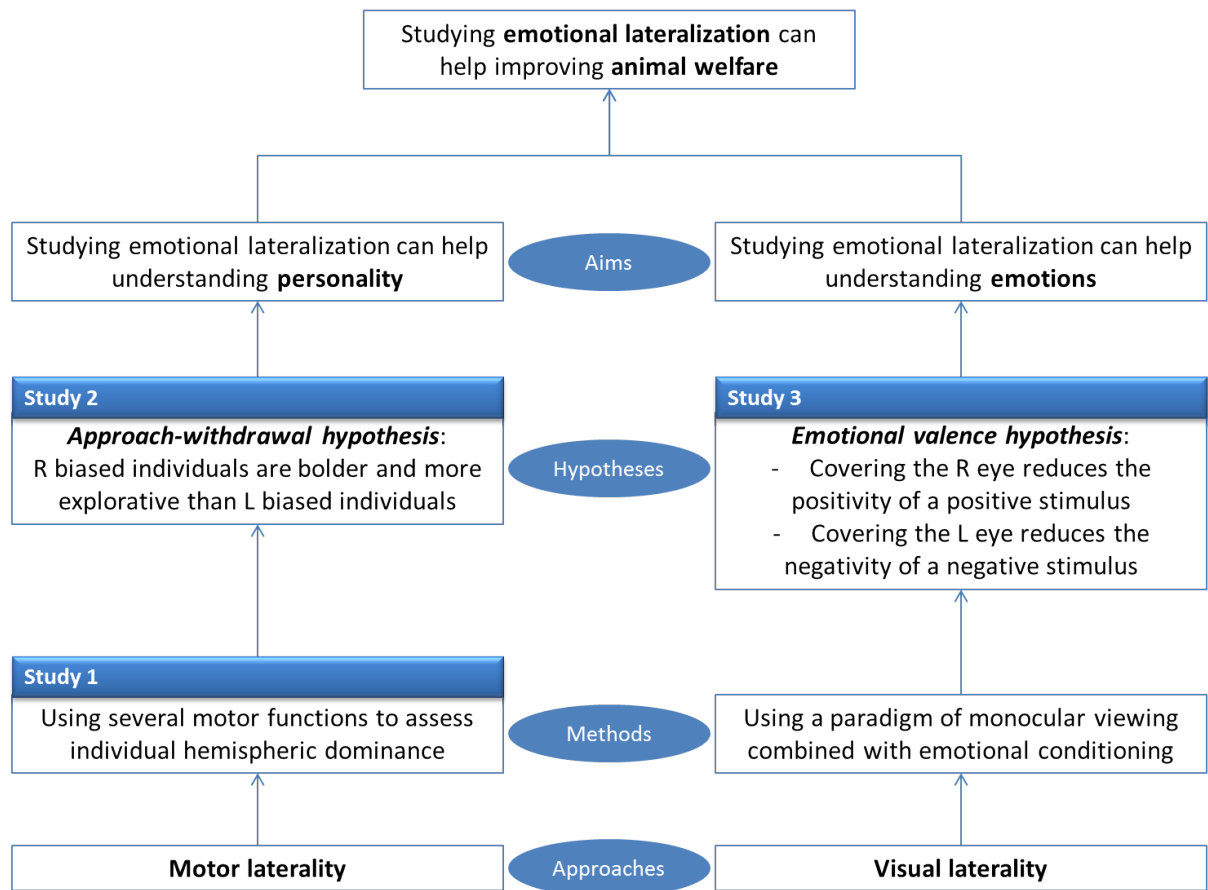 Studying emotional lateralization can
help improving animal welfare
Studying emotional lateralization can help
understanding personality
Aims
Studying emotional lateralization can help
understanding emotions
Study 2
Approach-withdrawal hypothesis:
R biased individuals are bolder and more
explorative than L biased individuals
Hypotheses
Study 3
Emotional valence hypothesis:
- Covering the R eye reduces the
positivity of a positive stimulus
- Covering the L eye reduces the
negativity of a negative stimulus
Study 1
Using several motor functions to assess
individual hemispheric dominance
Methods
Using a paradigm of monocular viewing
combined with emotional conditioning
Motor laterality
Approaches
Visual laterality